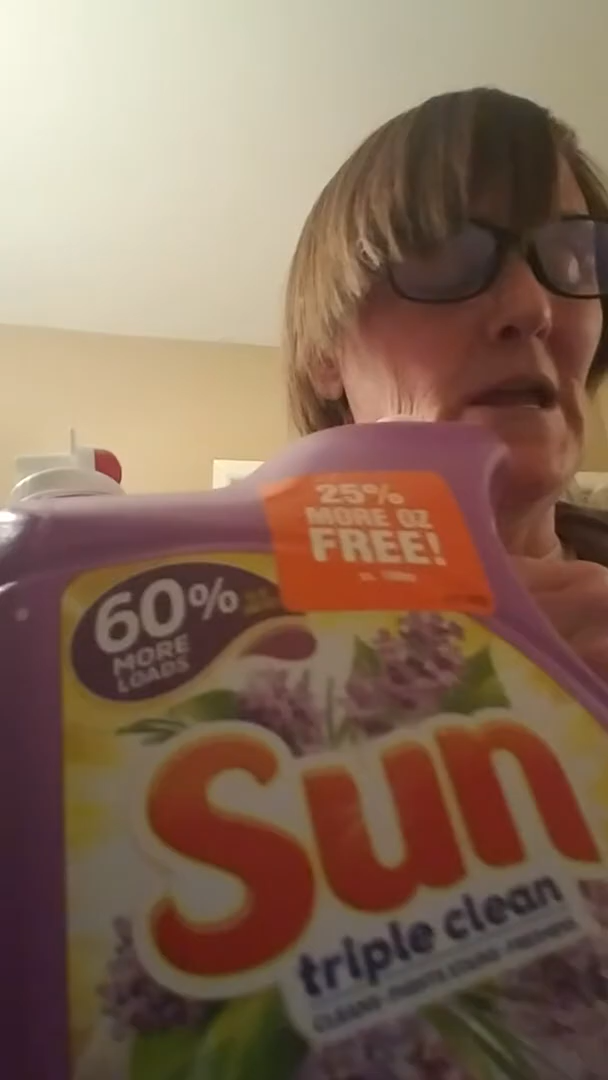 25%
MORE OZ
FREE!
60%
MORE
LOADS
Sun
triple clean